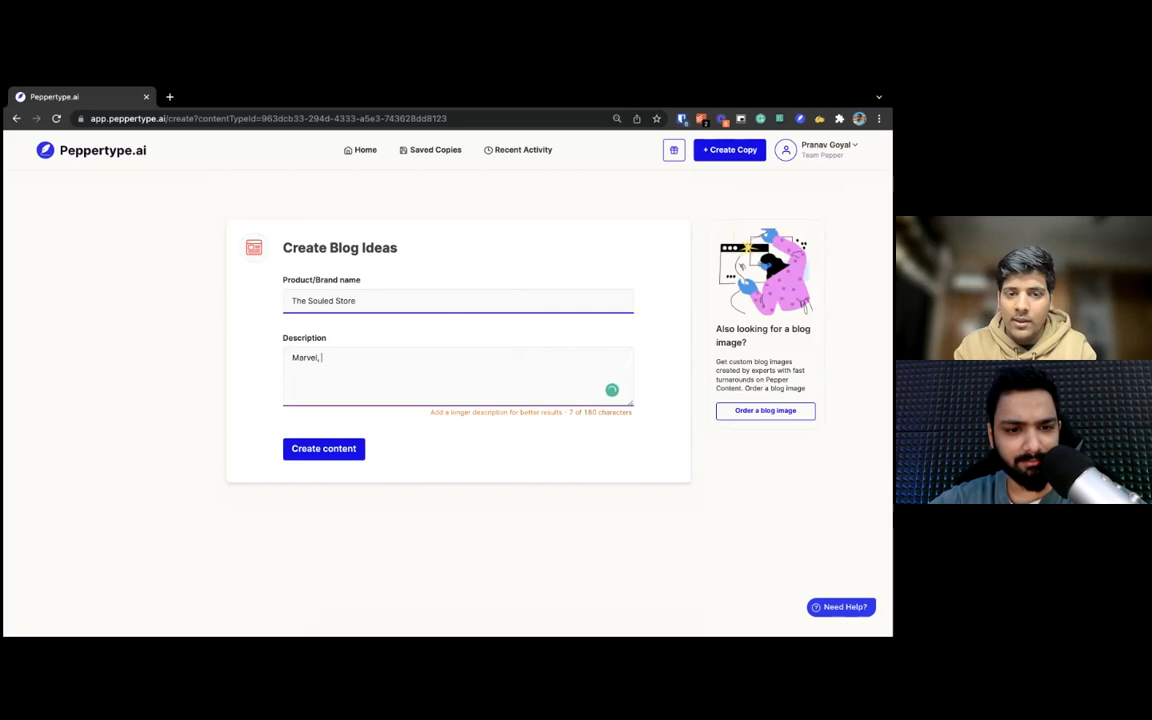 Peppertype.ai
app.peppertype.ai/create?contentTypeId=963dcb33-294d-4333-a5e3-743628dd8123
Peppertype.ai
Home
Saved Copies
Recent Activity
+ Create Copy
Pranav Goyal
Team Pepper
Create Blog Ideas
Product/Brand name
The Souled Store
Description
Marvel,
Add a longer description for better results. · 7 of 180 characters
Create content
Also looking for a blog
image?
Get custom blog images
created by experts with fast
turnarounds on Pepper
Content. Order a blog image
Order a blog image
Need Help?